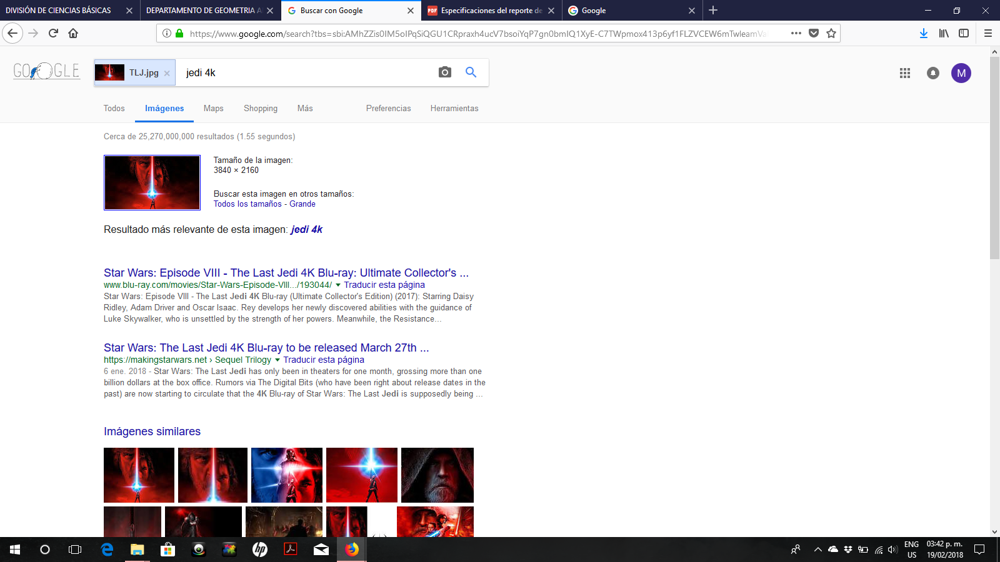 DIVISIÓN DE CIENCIAS BÁSICAS
DEPARTAMENTO DE GEOMETRIA A
Buscar con Google
PDF
Especificaciones del reporte de
Google
https://www.google.com/search?tbs=sbi:AMhZZis0IM5oIPqSiQGU1CRpraxh4ucV7bsoiYqP7gn0bmIQ1XyE-C7TWpmox413p6yf1FLZVCEW6mTwleamVa
GOOGLE
TLJ.jpg
jedi 4k
M
Todos
Imágenes
Maps
Shopping
Más
Preferencias
Herramientas
Cerca de 25,270,000,000 resultados (1.55 segundos)
Tamaño de la imagen:
3840 × 2160
Buscar esta imagen en otros tamaños:
Todos los tamaños - Grande
Resultado más relevante de esta imagen: jedi 4k
Star Wars: Episode VIII - The Last Jedi 4K Blu-ray: Ultimate Collector's ...
www.blu-ray.com/movies/Star-Wars-Episode-VIII.../193044/ Traducir esta página
Star Wars: Episode VIII - The Last Jedi 4K Blu-ray (Ultimate Collector's Edition) (2017): Starring Daisy
Ridley, Adam Driver and Oscar Isaac. Rey develops her newly discovered abilities with the guidance of
Luke Skywalker, who is unsettled by the strength of her powers. Meanwhile, the Resistance...
Star Wars: The Last Jedi 4K Blu-ray to be released March 27th ...
https://makingstarwars.net › Sequel Trilogy Traducir esta página
6 ene. 2018 - Star Wars: The Last Jedi has only been in theaters for one month, grossing more than one
billion dollars at the box office. Rumors via The Digital Bits (who have been right about release dates in the
past) are now starting to circulate that the 4K Blu-ray of Star Wars: The Last Jedi is supposedly being ...
Imágenes similares
hp
ENG
US
03:42 p. m.
19/02/2018